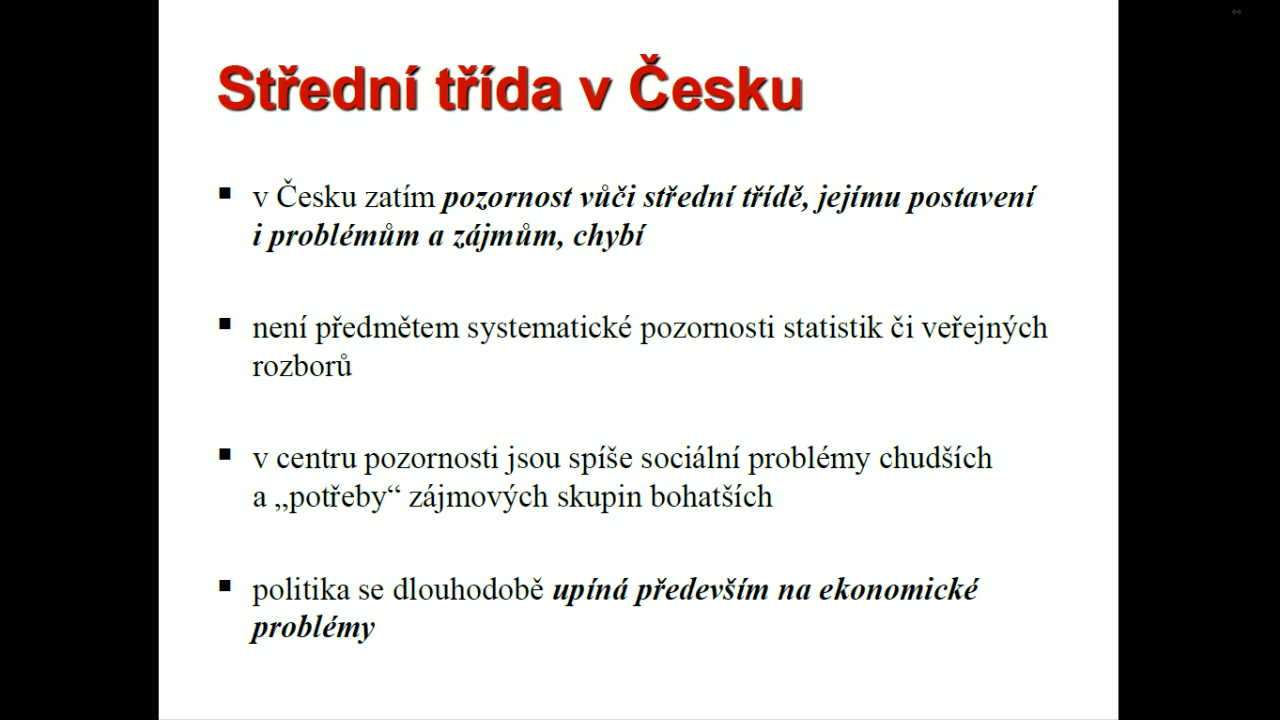 Střední třída v Česku
▪ v Česku zatím pozornost vůči střední třídě, jejímu postavení
i problémům a zájmům, chybí
▪ není předmětem systematické pozornosti statistik či veřejných
rozborů
▪ v centru pozornosti jsou spíše sociální problémy chudších
a „potřeby“ zájmových skupin bohatších
▪ politika se dlouhodobě upíná především na ekonomické
problémy